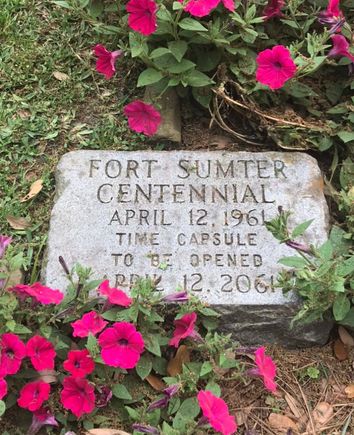 FORT SUMTER
CENTENNIAL
APRIL 12, 1961
TIME CAPSULE
TO BE OPENED
APRIL 12, 2061